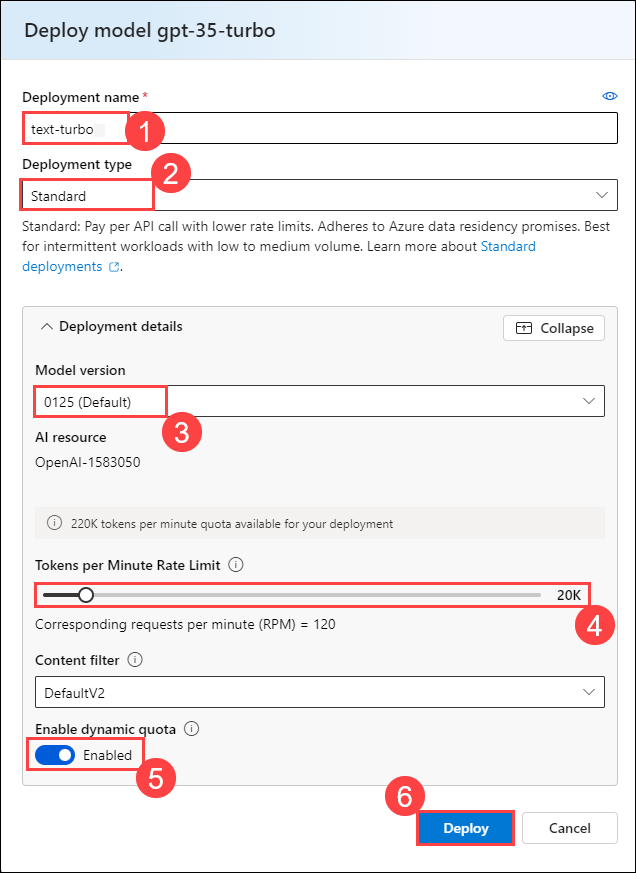 Deploy model gpt-35-turbo
Deployment name*
text-turbo
1
Deployment type
2
Standard
Standard: Pay per API call with lower rate limits. Adheres to Azure data residency promises. Best
for intermittent workloads with low to medium volume. Learn more about Standard
deployments.
Deployment details
Collapse
Model version
0125 (Default)
3
AI resource
OpenAI-1583050
220K tokens per minute quota available for your deployment
Tokens per Minute Rate Limit
20K
4
Corresponding requests per minute (RPM) = 120
Content filter
DefaultV2
Enable dynamic quota
Enabled
5
6
Deploy
Cancel